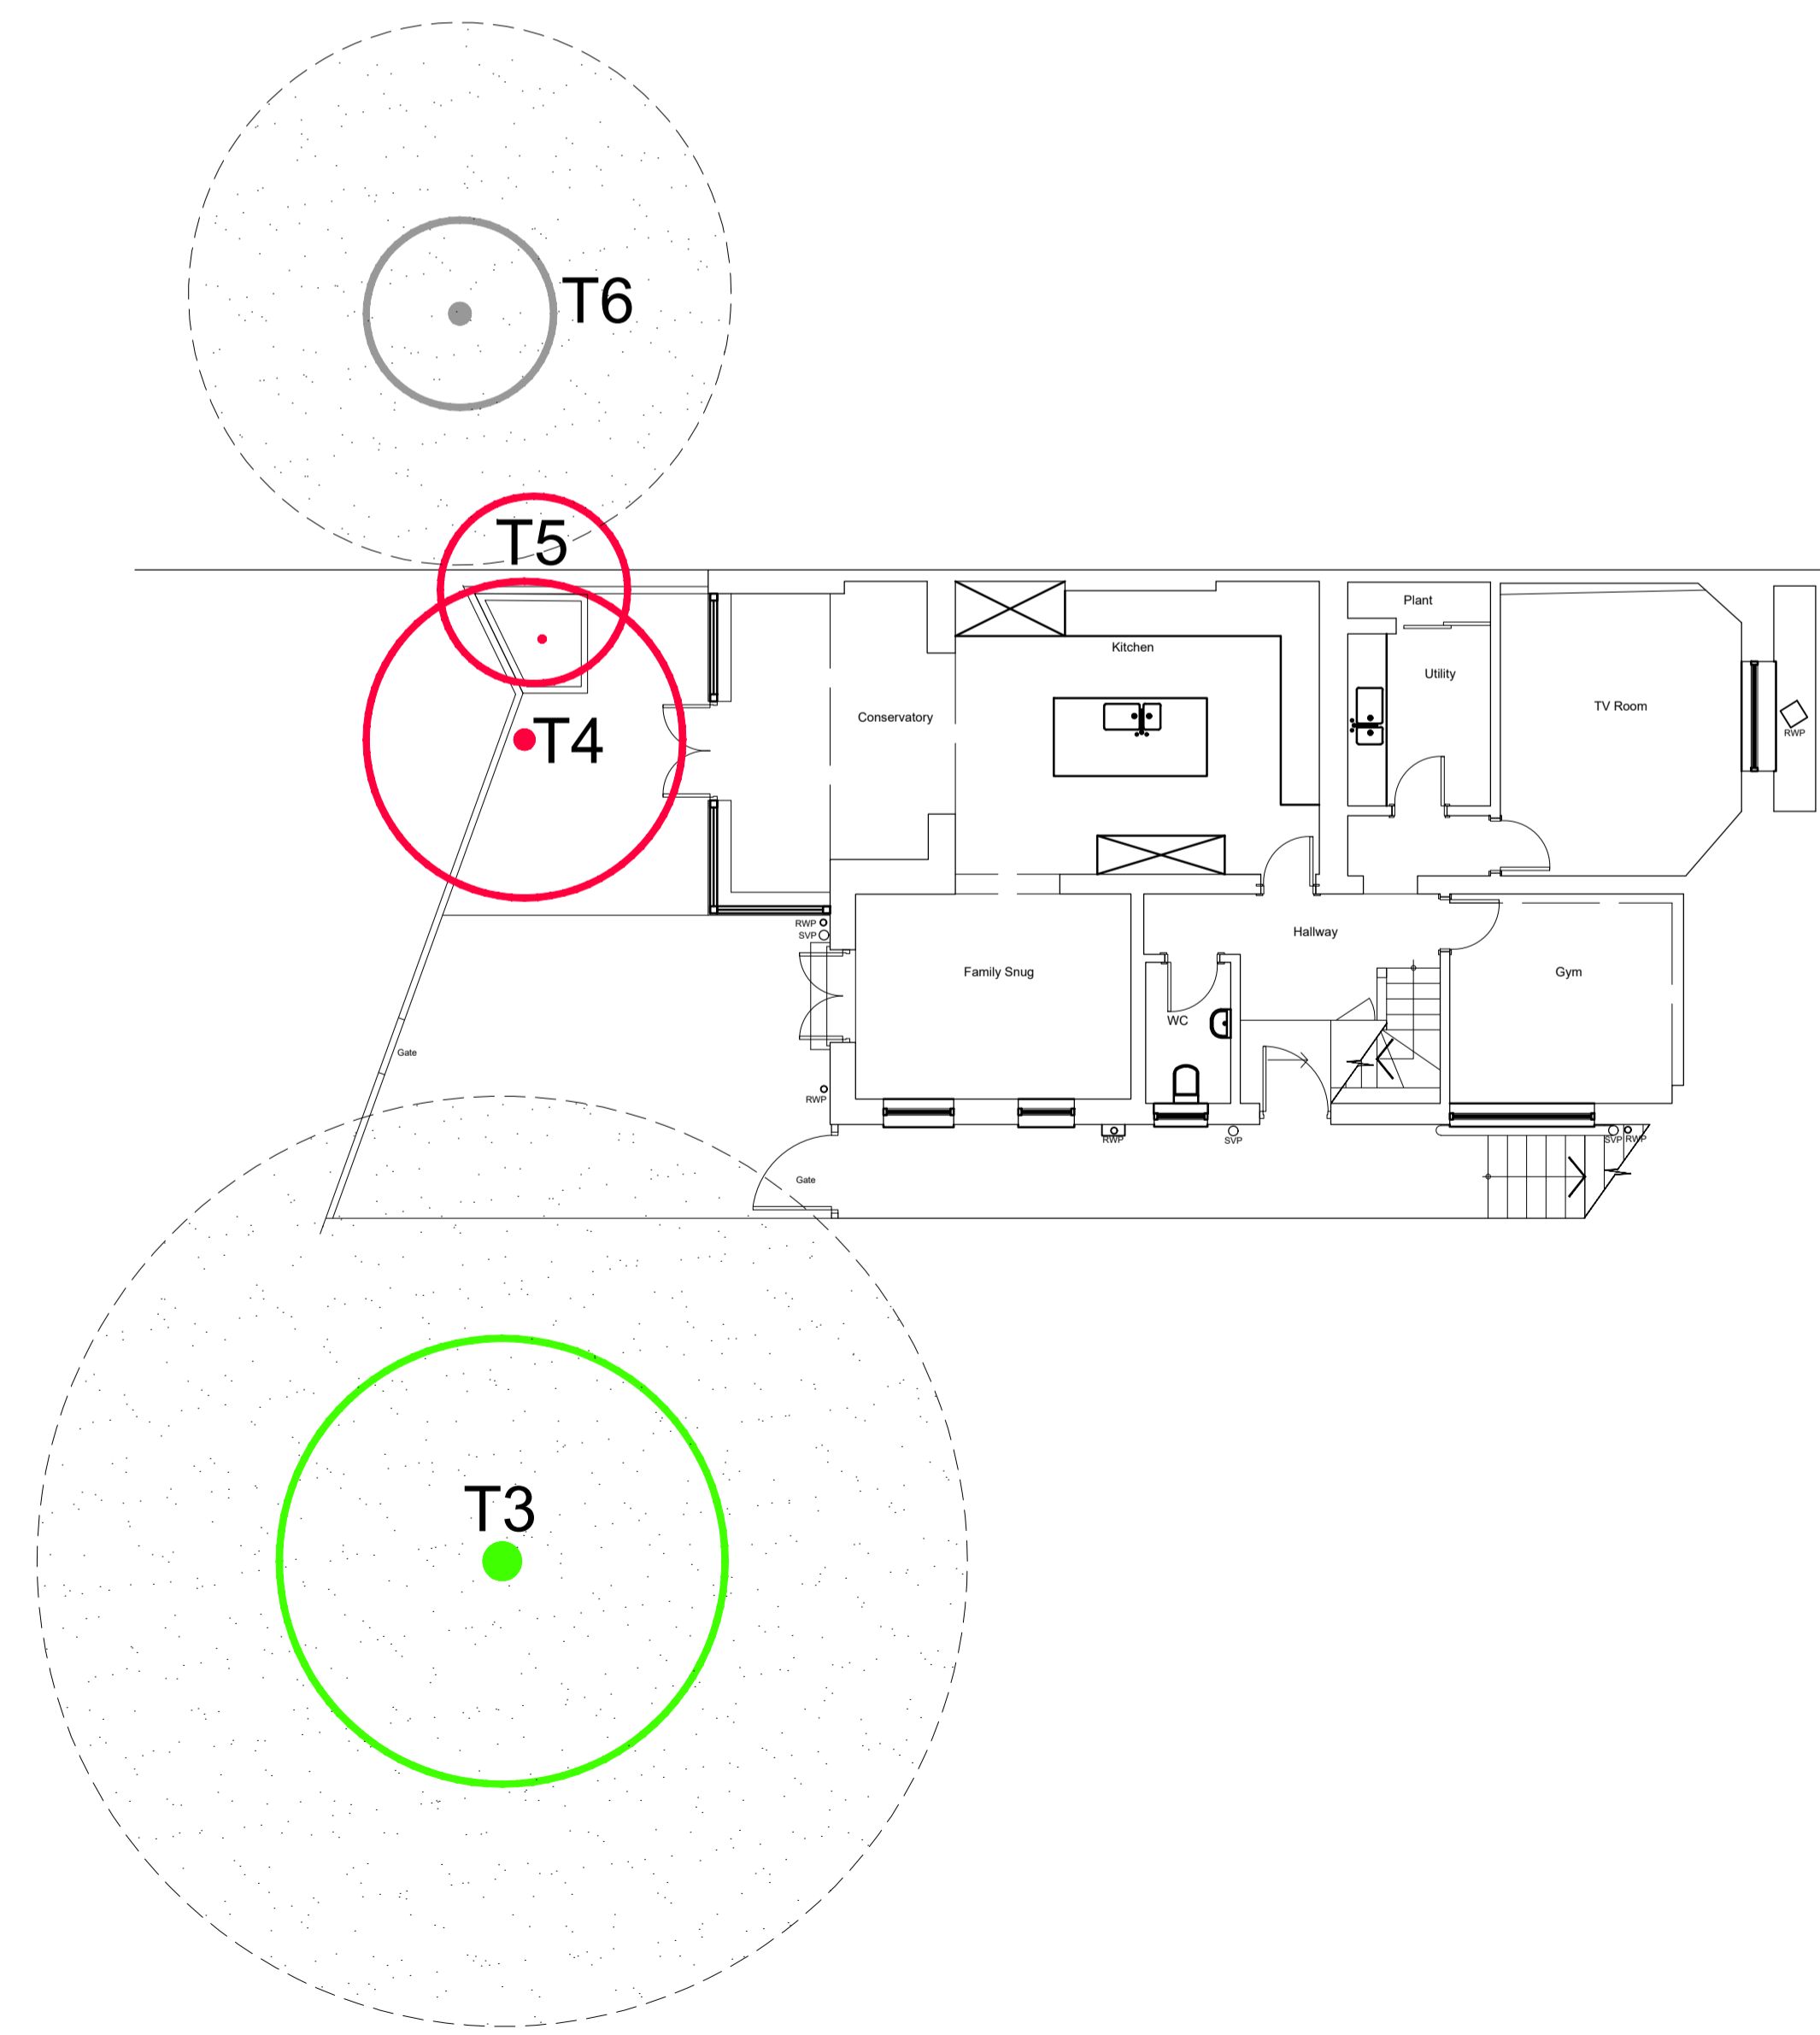 T6
T5
Plant
Kitchen
Utility
TV Room
Conservatory
T4
RWP
RWP
SVP
Hallway
Family Snug
Gym
WC
Gate
RWP
RWP
SVP
SVP
RWP
Gate
T3